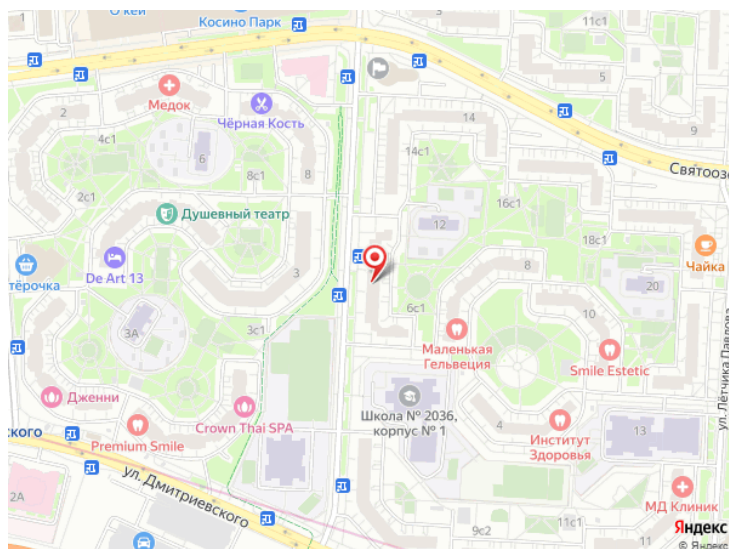 О'кей
Косино Парк
11с1
5
2
Медок
Чёрная Кость
4с1
6
8с1
8
14
9
14с1
Святоозе
2с1
Душевный театр
12
16с1
18с1
Чайка
De Art 13
тёрочка
3
8
20
6с1
10
3А
3с1
Маленькая
Гельвеция
Smile Estetic
ул. Лётчика Павлова
Дженни
Crown Thai SPA
Школа № 2036,
корпус № 1
4
Институт
Здоровья
13
ского
Premium Smile
ул. Дмитриевского
2А
МД Клиник
9с2
11с1
Яндекс
© Яндекс